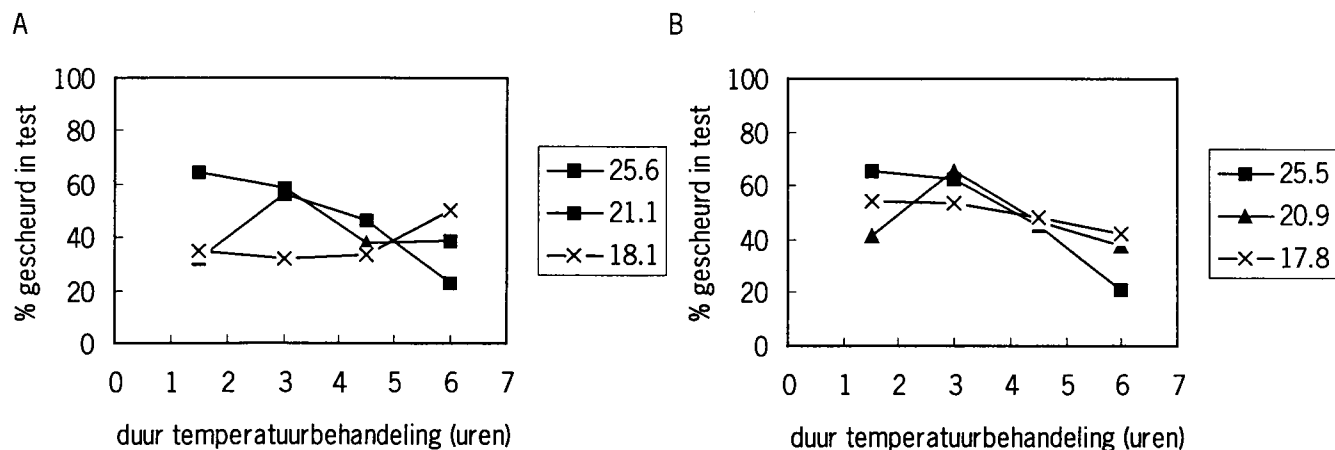 A
% gescheurd in test
100
80
60
40
20
0
0 1 2 3 4 5 6 7
duur temperatuurbehandeling (uren)
25.6
21.1
18.1
B
% gescheurd in test
100
80
60
40
20
0
0 1 2 3 4 5 6 7
duur temperatuurbehandeling (uren)
25.5
20.9
17.8